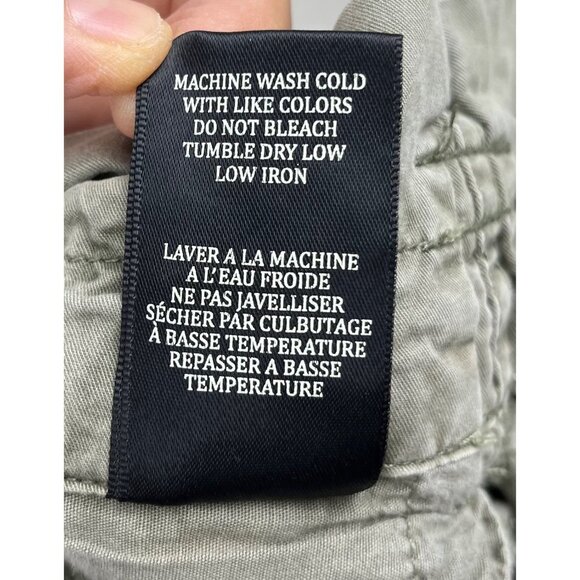 MACHINE WASH COLD
WITH LIKE COLORS
DO NOT BLEACH
TUMBLE DRY LOW
LOW IRON
LAVER A LA MACHINE
A L'EAU FROIDE
NE PAS JAVELLISER
SÉCHER PAR CULBUTAGE
À BASSE TEMPERATURE
REPASSER A BASSE
TEMPERATURE